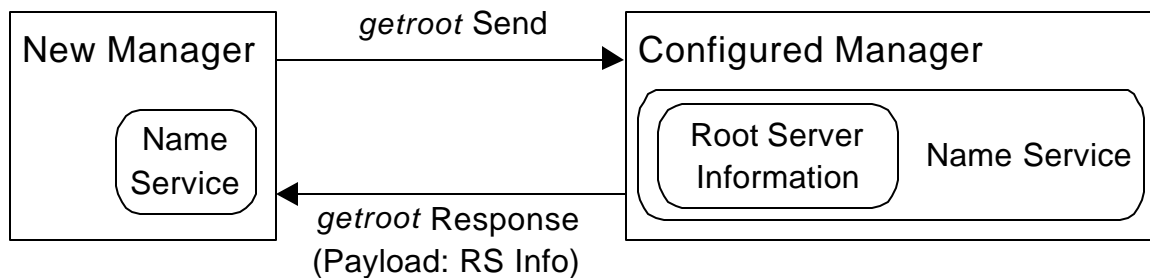 New Manager
Name
Service
getroot Send
getroot Response
(Payload: RS Info)
Configured Manager
Root Server
Information
Name Service